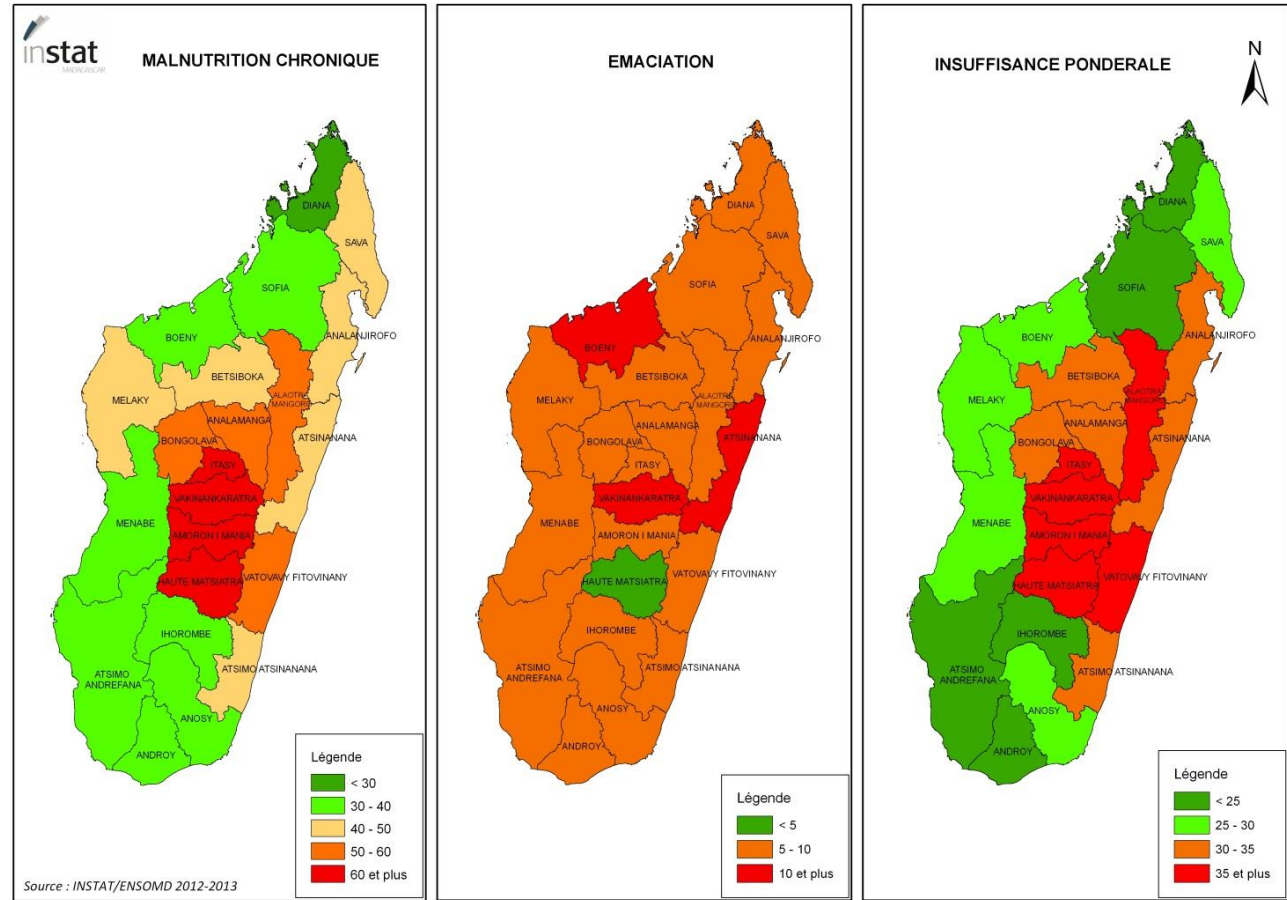 instat
MADAGASCAR
MALNUTRITION CHRONIQUE
DIANA
SAVA
SOFIA
ANALANJIROFO
BOENY
BETSIBOKA
MELAKY
ALAOTRA
MANGORO
ANALAMANGA
BONGOLAVA
ATSINANANA
ITASY
VAKINANKARATRA
MENABE
AMORON I MANIA
HAUTE MATSIATRA
VATOVAVY FITOVINANY
IHOROMBE
ATSIMO ATSINANANA
ATSIMO
ANDREFANA
ANOSY
ANDROY
Légende
< 30
30 - 40
40 - 50
50 - 60
60 et plus
Source : INSTAT/ENSOMD 2012-2013
EMACIATION
DIANA
SAVA
SOFIA
ANALANJIROFO
BOENY
BETSIBOKA
MELAKY
ALAOTRA
MANGORO
ANALAMANGA
BONGOLAVA
ATSINANANA
ITASY
VAKINANKARATRA
MENABE
AMORON I MANIA
HAUTE MATSIATRA
VATOVAVY FITOVINANY
IHOROMBE
ATSIMO ATSINANANA
ATSIMO
ANDREFANA
ANOSY
ANDROY
Légende
< 5
5 - 10
10 et plus
INSUFFISANCE PONDERALE
N
DIANA
SAVA
SOFIA
ANALANJIROFO
BOENY
BETSIBOKA
MELAKY
ALAOTRA
MANGORO
ANALAMANGA
BONGOLAVA
ATSINANANA
ITASY
VAKINANKARATRA
MENABE
AMORON I MANIA
HAUTE MATSIATRA
VATOVAVY FITOVINANY
IHOROMBE
ATSIMO ATSINANANA
ATSIMO
ANDREFANA
ANOSY
ANDROY
Légende
< 25
25 - 30
30 - 35
35 et plus